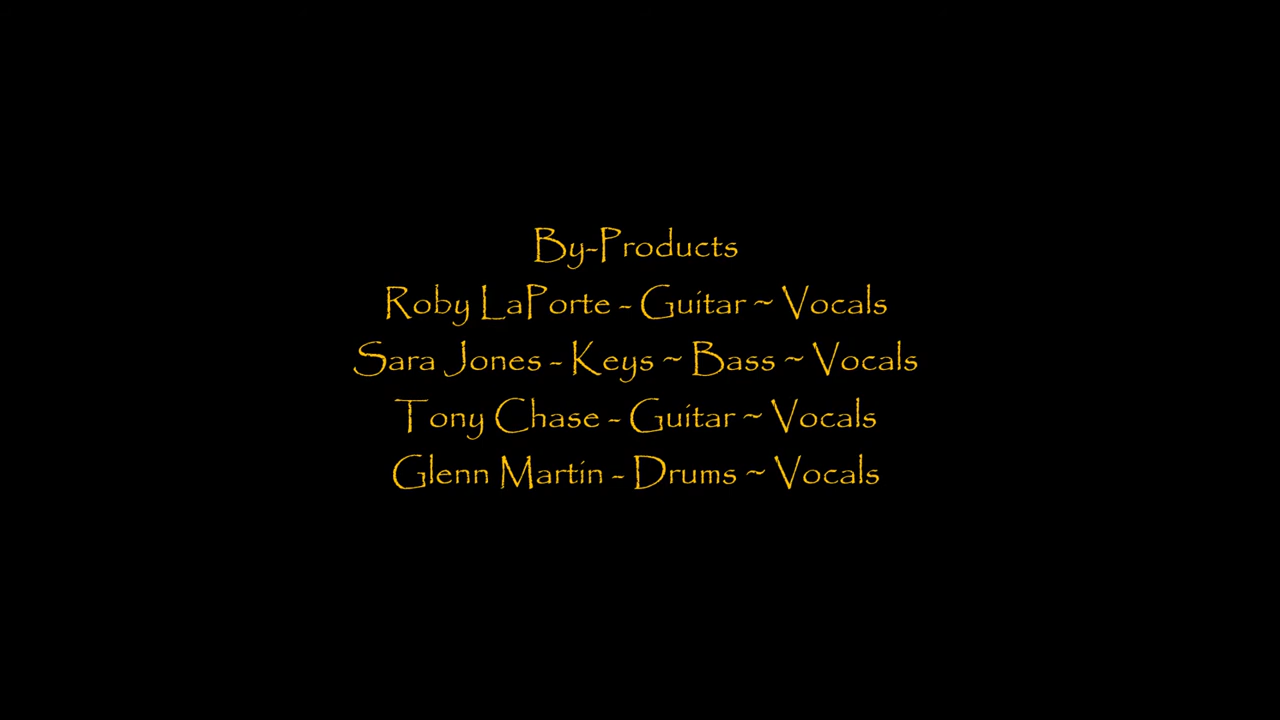 By-Products
Roby LaPorte - Guitar ~ Vocals
Sara Jones - Keys ~ Bass ~ Vocals
Tony Chase - Guitar ~ Vocals
Glenn Martin - Drums ~ Vocals